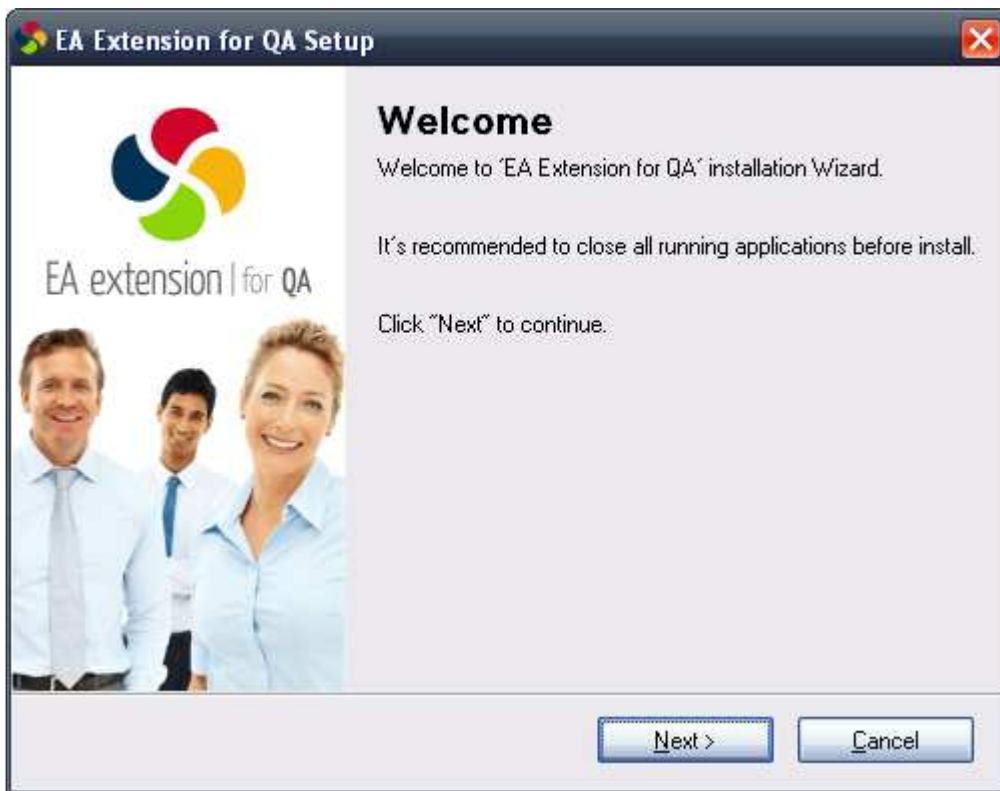 EA Extension for QA Setup
EA extension | for QA
Welcome
Welcome to ´EA Extension for QA´ installation Wizard.
It´s recommended to close all running applications before install.
Click ˝Next˝ to continue.
Next >
Cancel